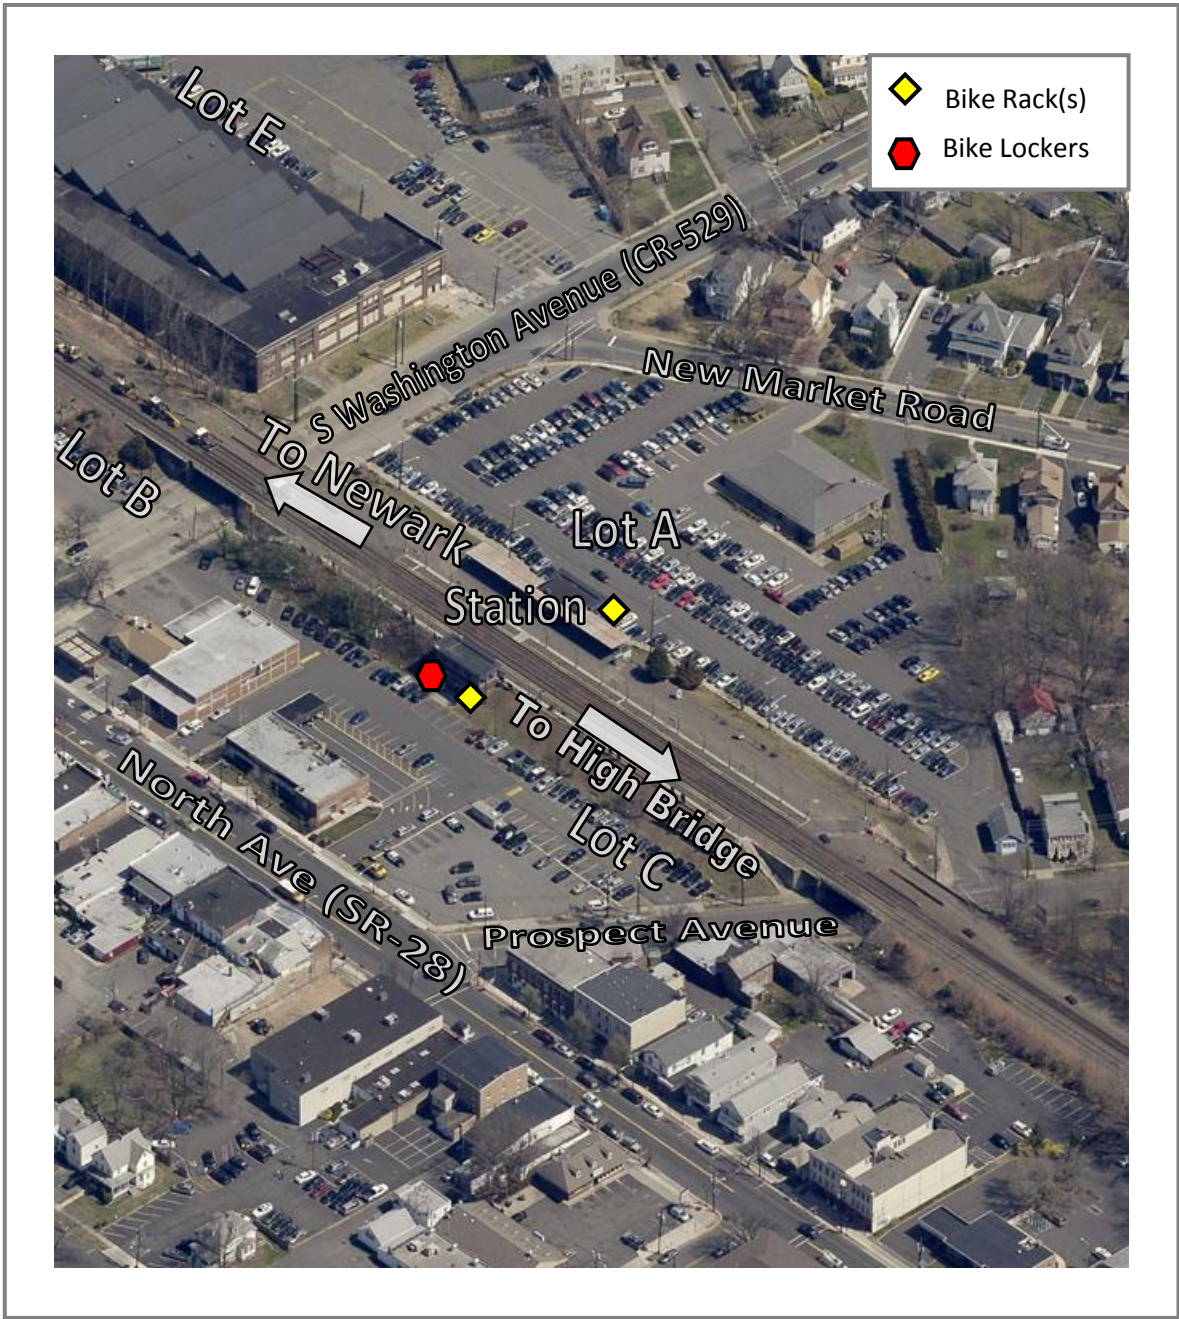 Lot E
Bike Rack(s)
Bike Lockers
S Washington Avenue (CR-529)
New Market Road
To Newark
Lot B
Lot A
Station
To High Bridge
North Ave (SR-28)
Lot C
Prospect Avenue